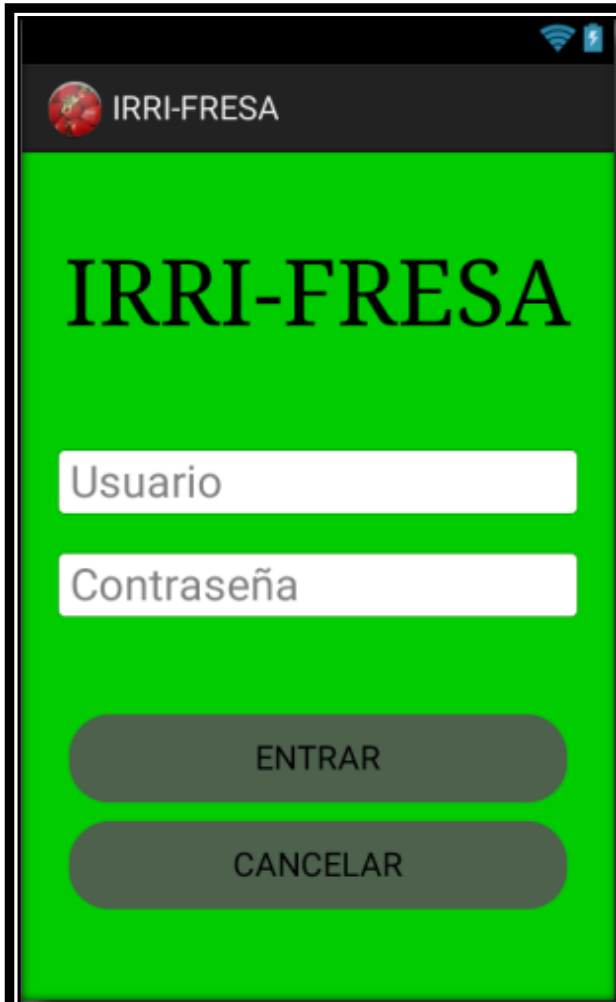 IRRI-FRESA
IRRI-FRESA
Usuario
Contraseña
ENTRAR
CANCELAR